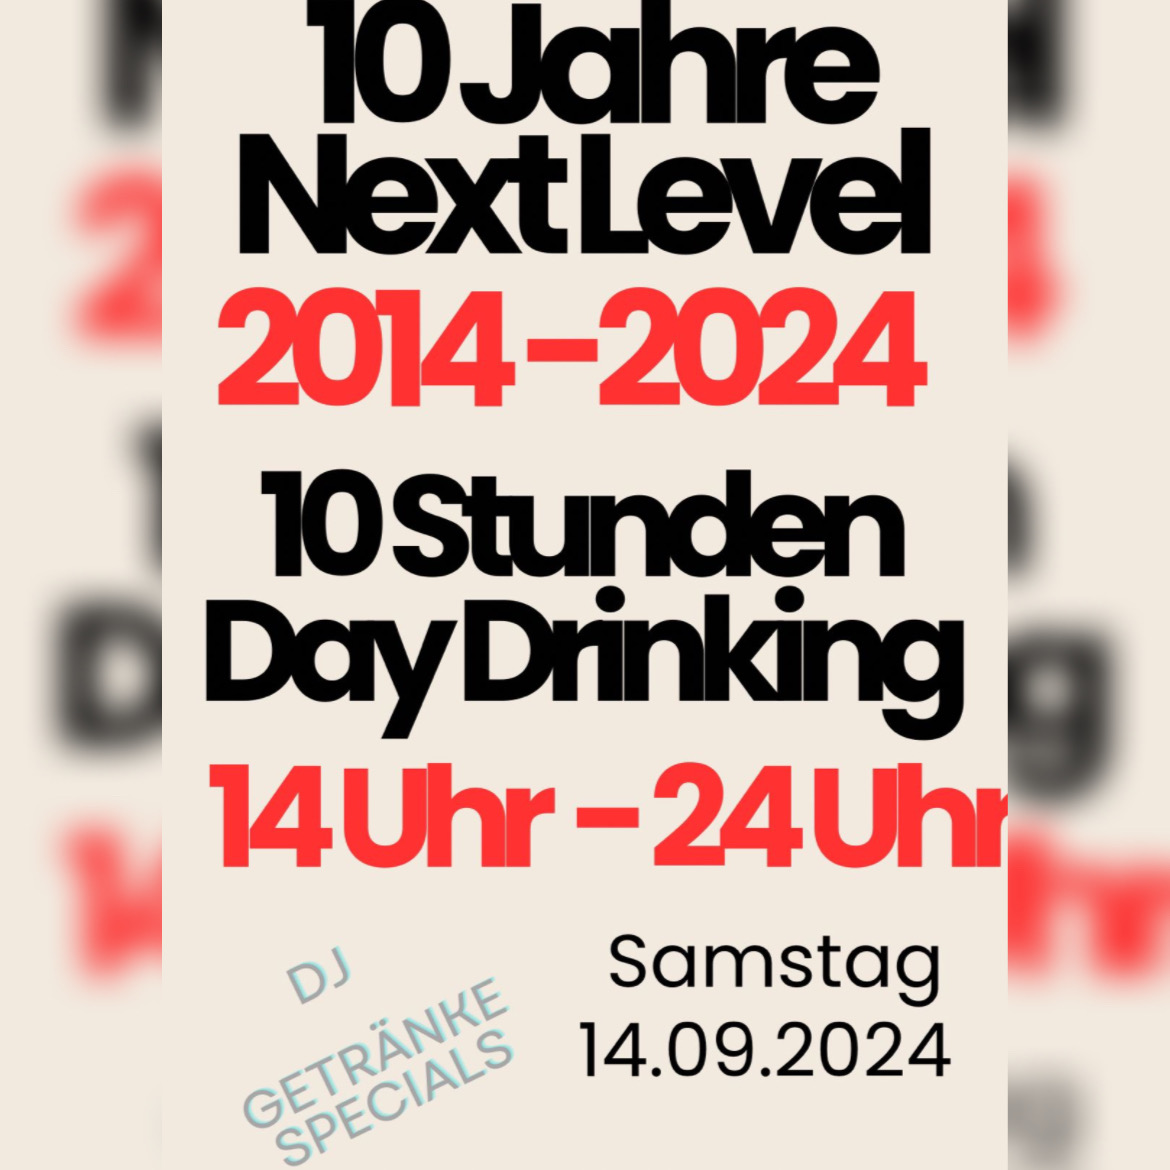 10 Jahre
Next Level
2014 – 2024
10 Stunden
Day Drinking
14 Uhr – 24 Uhr
Samstag
14.09.2024
DJ
GETRÄNKE
SPECIALS